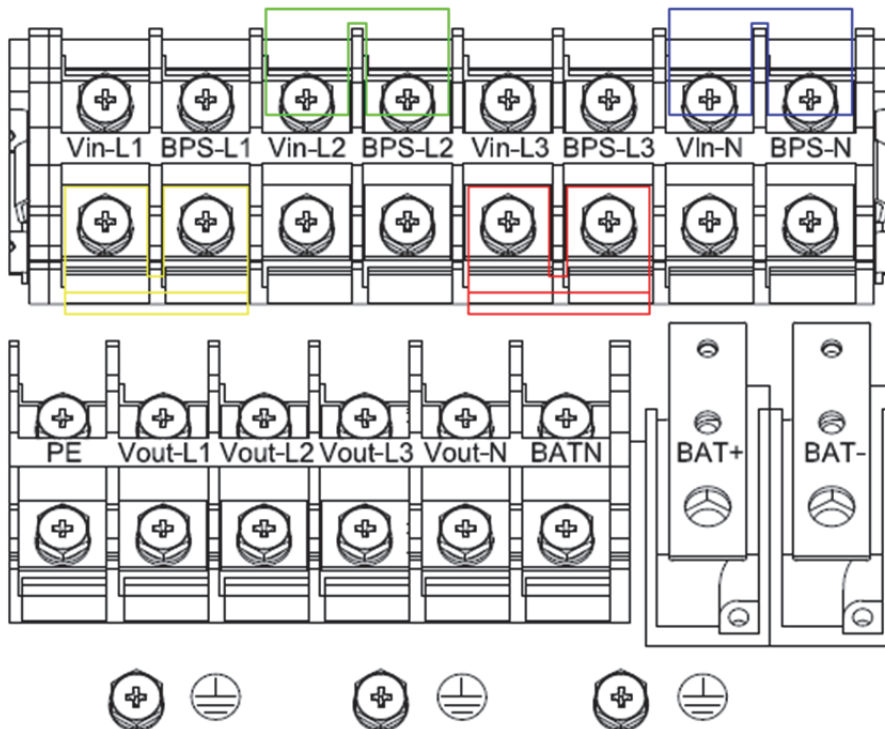 Vin-L1 BPS-L1 Vin-L2 BPS-L2 Vin-L3 BPS-L3 VIn-N BPS-N
PE Vout-L1 Vout-L2 Vout-L3 Vout-N BATN BAT+ BAT-